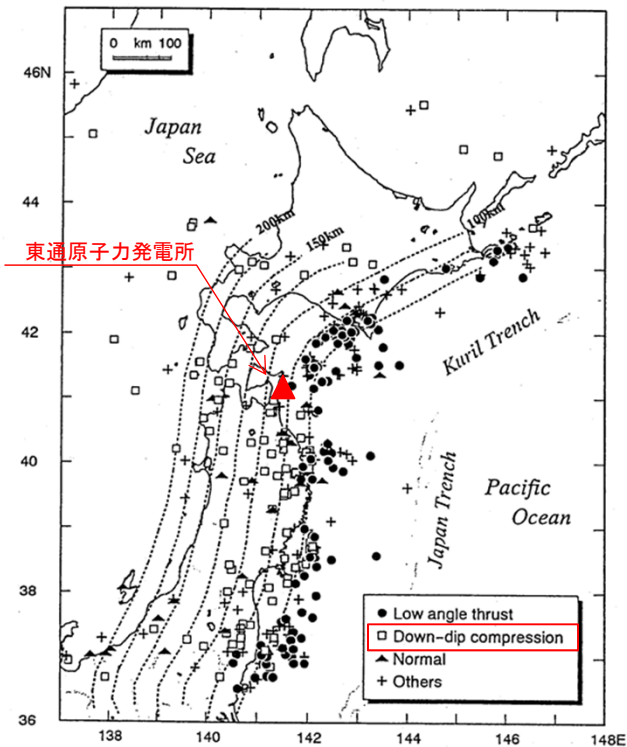 46N
44
42
40
38
36
138
140
142
144
146
148E
0 km 100
Japan
Sea
200km
150km
100km
東通原子力発電所
Kuril Trench
Japan Trench
Pacific
Ocean
Low angle thrust
Down-dip compression
Normal
Others